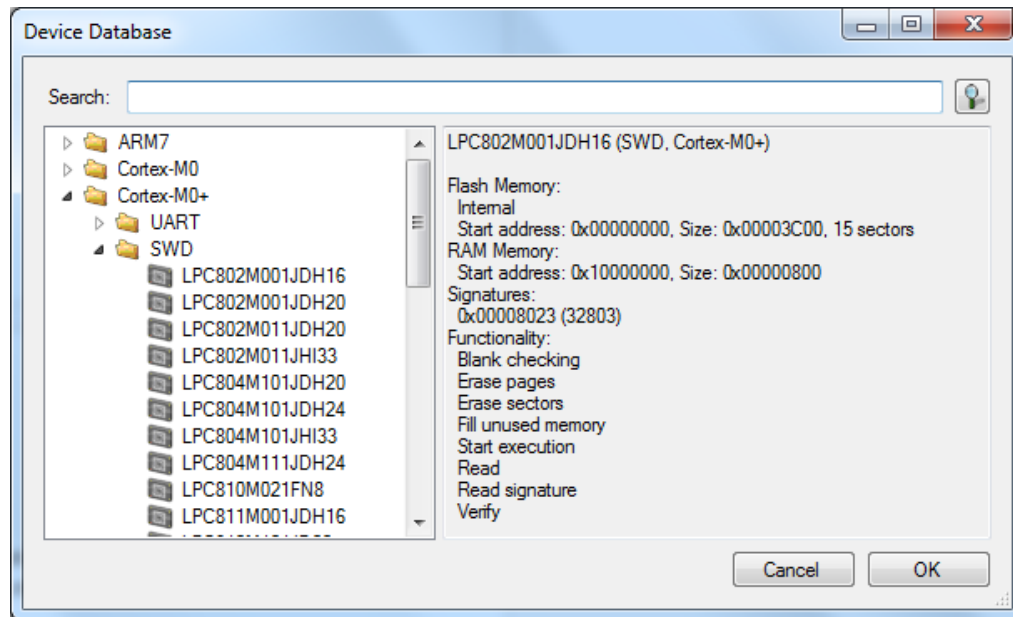 Device Database
Search:
ARM7
Cortex-M0
Cortex-M0+
UART
SWD
LPC802M001JDH16
LPC802M001JDH20
LPC802M011JDH20
LPC802M011JHI33
LPC804M101JDH20
LPC804M101JDH24
LPC804M101JHI33
LPC804M111JDH24
LPC810M021FN8
LPC811M001JDH16
LPC802M001JDH16 (SWD, Cortex-M0+)
Flash Memory:
Internal
Start address: 0x00000000, Size: 0x00003C00, 15 sectors
RAM Memory:
Start address: 0x10000000, Size: 0x00000800
Signatures:
0x00008023 (32803)
Functionality:
Blank checking
Erase pages
Erase sectors
Fill unused memory
Start execution
Read
Read signature
Verify
Cancel
OK